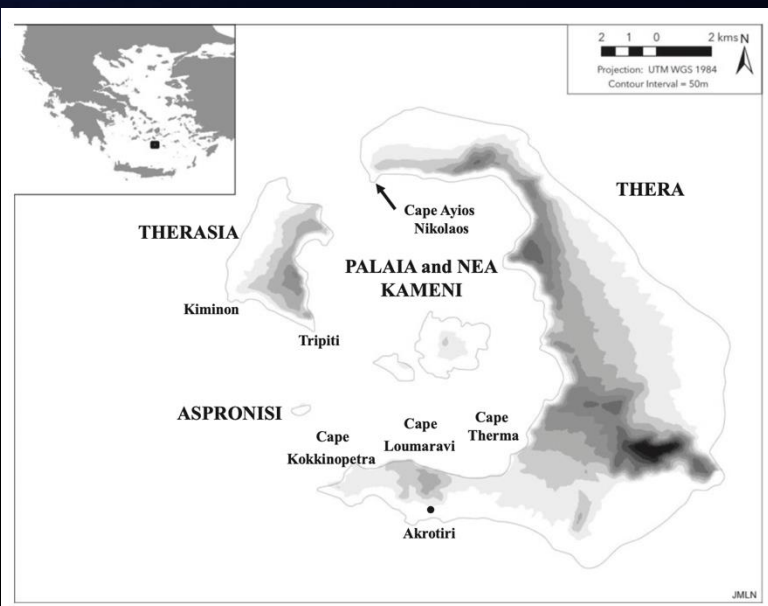 2 1 0 2 kms N
Projection: UTM WGS 1984
Contour Interval = 50m
THERA
Cape Ayios
Nikolaos
THERASIA
PALAIA and NEA
KAMENI
Kiminon
Tripiti
ASPRONISI
Cape
Kokkinopetra
Cape
Loumaravi
Cape
Therma
Akrotiri
JMLN